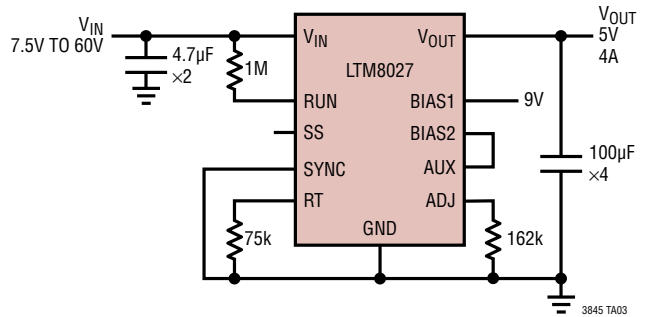 VIN
7.5V TO 60V
4.7µF
×2
1M
VIN
RUN
SS
SYNC
RT
LTM8027
GND
VOUT
BIAS1
BIAS2
AUX
ADJ
9V
75k
162k
VOUT
5V
4A
100µF
×4
3845 TA03